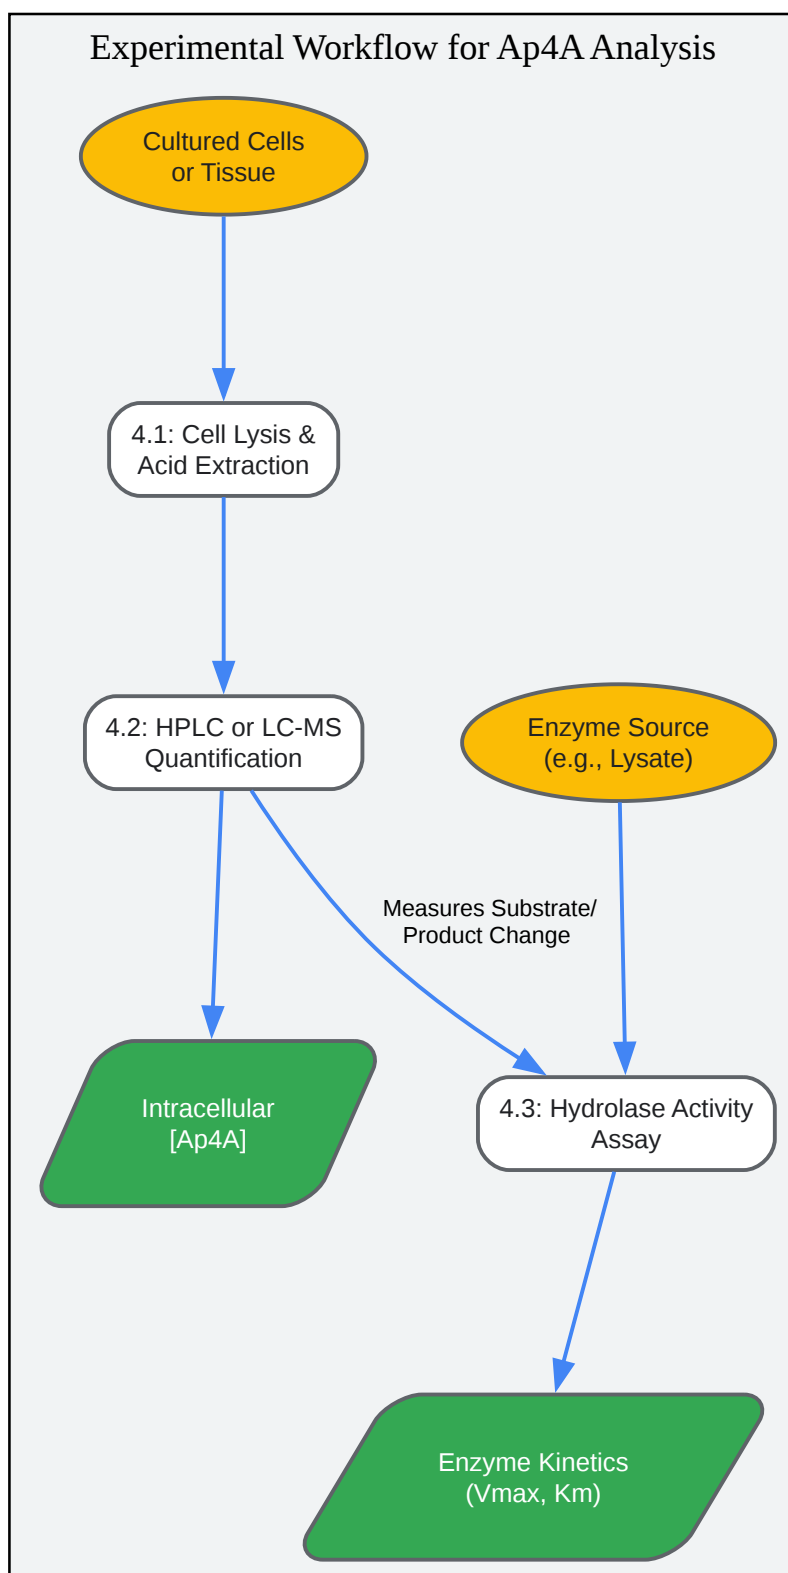 Experimental Workflow for Ap4A Analysis
Cultured Cells
or Tissue
4.1: Cell Lysis &
Acid Extraction
4.2: HPLC or LC-MS
Quantification
Enzyme Source
(e.g., Lysate)
Measures Substrate/
Product Change
Intracellular
[Ap4A]
4.3: Hydrolase Activity
Assay
Enzyme Kinetics
(Vmax, Km)